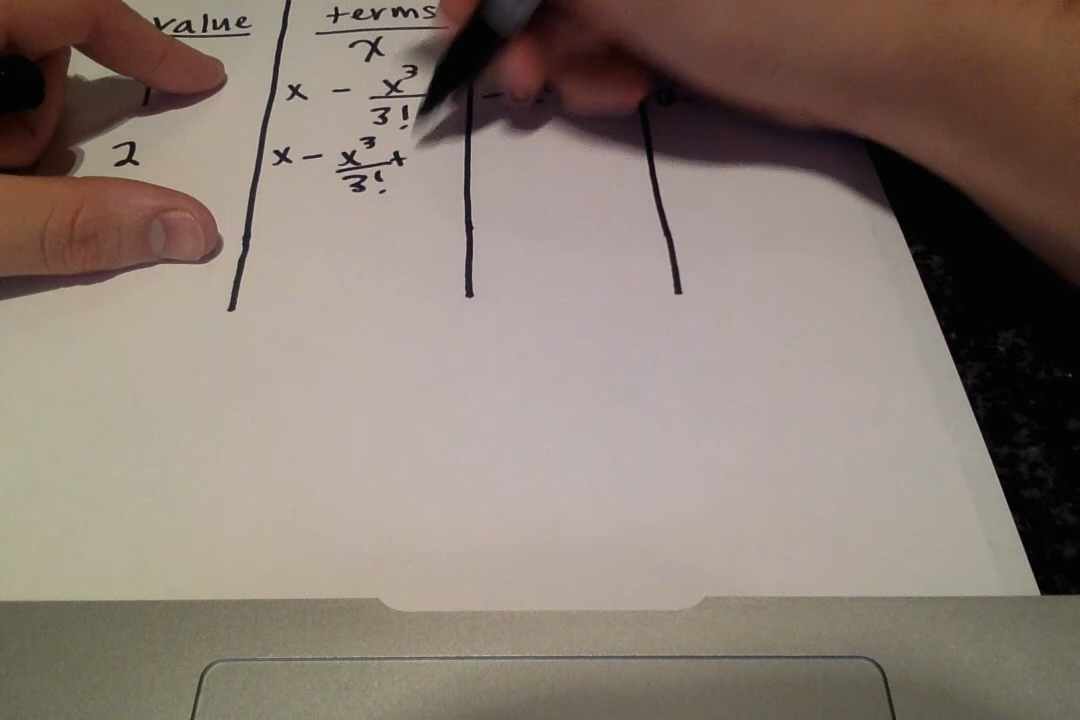 value terms
x
1 x - x³/3!
2 x - x³/3! +